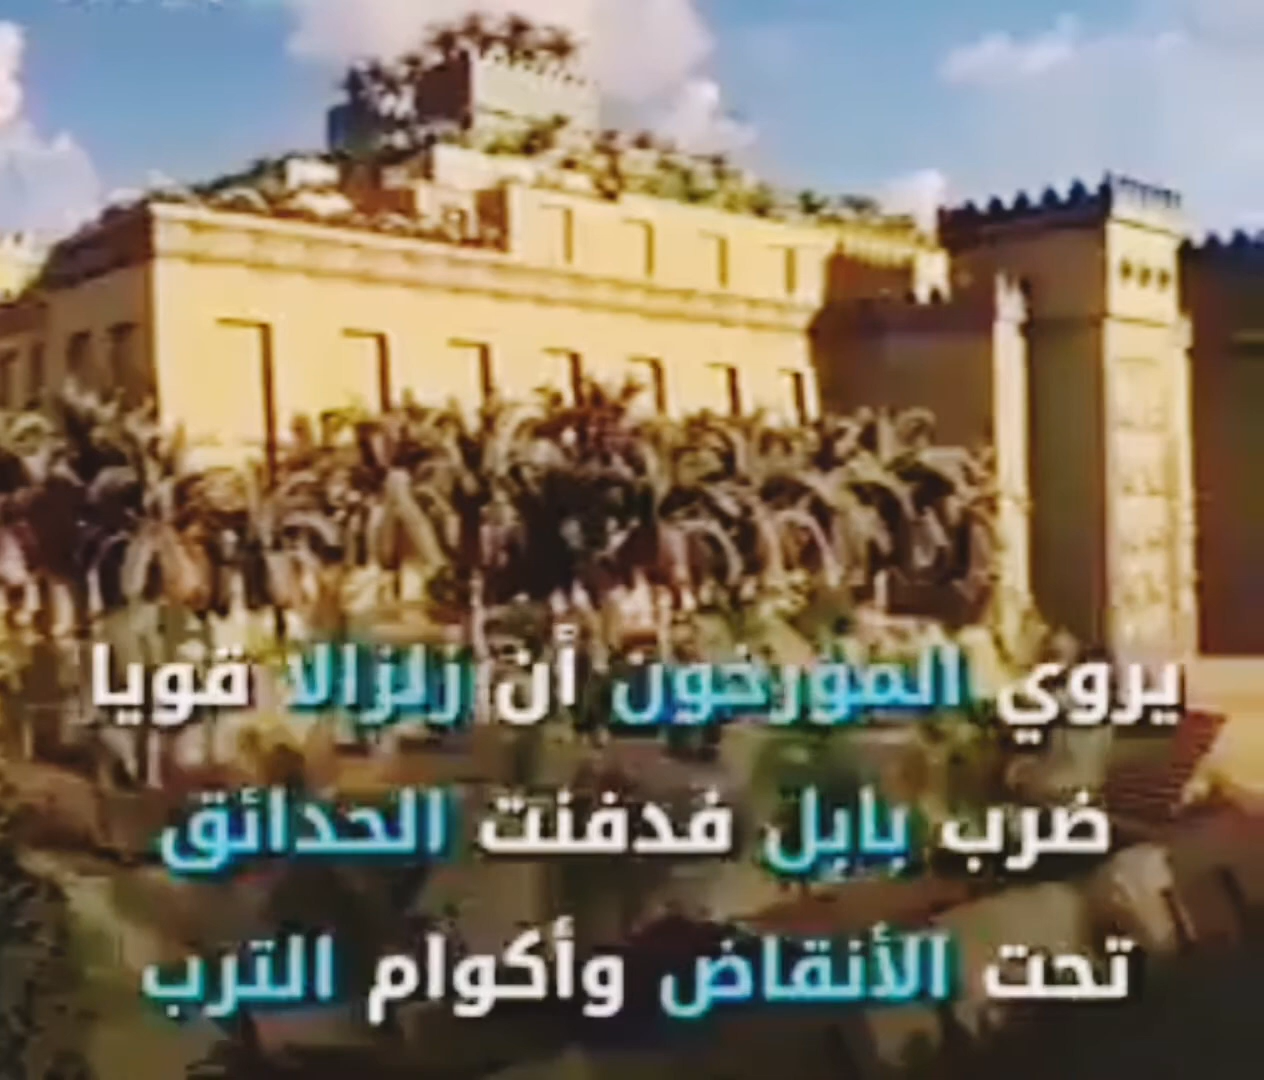 يروي المؤرخون أن زلزالا قويا
ضرب بابل فدفنت الحدائق
تحت الأنقاض وأكوام الترب